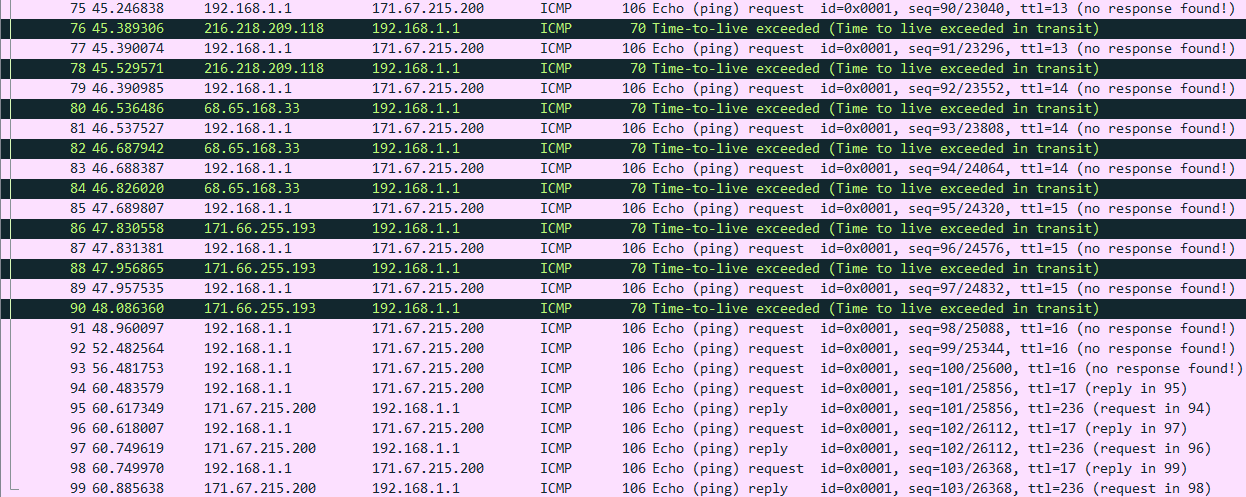 75 45.246838 192.168.1.1 171.67.215.200 ICMP 106 Echo (ping) request id=0x0001, seq=90/23040, ttl=13 (no response found!)
76 45.389306 216.218.209.118 192.168.1.1 ICMP 70 Time-to-live exceeded (Time to live exceeded in transit)
77 45.390074 192.168.1.1 171.67.215.200 ICMP 106 Echo (ping) request id=0x0001, seq=91/23296, ttl=13 (no response found!)
78 45.529571 216.218.209.118 192.168.1.1 ICMP 70 Time-to-live exceeded (Time to live exceeded in transit)
79 46.390985 192.168.1.1 171.67.215.200 ICMP 106 Echo (ping) request id=0x0001, seq=92/23552, ttl=14 (no response found!)
80 46.536486 68.65.168.33 192.168.1.1 ICMP 70 Time-to-live exceeded (Time to live exceeded in transit)
81 46.537527 192.168.1.1 171.67.215.200 ICMP 106 Echo (ping) request id=0x0001, seq=93/23808, ttl=14 (no response found!)
82 46.687942 68.65.168.33 192.168.1.1 ICMP 70 Time-to-live exceeded (Time to live exceeded in transit)
83 46.688387 192.168.1.1 171.67.215.200 ICMP 106 Echo (ping) request id=0x0001, seq=94/24064, ttl=14 (no response found!)
84 46.826020 68.65.168.33 192.168.1.1 ICMP 70 Time-to-live exceeded (Time to live exceeded in transit)
85 47.689807 192.168.1.1 171.67.215.200 ICMP 106 Echo (ping) request id=0x0001, seq=95/24320, ttl=15 (no response found!)
86 47.830558 171.66.255.193 192.168.1.1 ICMP 70 Time-to-live exceeded (Time to live exceeded in transit)
87 47.831381 192.168.1.1 171.67.215.200 ICMP 106 Echo (ping) request id=0x0001, seq=96/24576, ttl=15 (no response found!)
88 47.956865 171.66.255.193 192.168.1.1 ICMP 70 Time-to-live exceeded (Time to live exceeded in transit)
89 47.957535 192.168.1.1 171.67.215.200 ICMP 106 Echo (ping) request id=0x0001, seq=97/24832, ttl=15 (no response found!)
90 48.086360 171.66.255.193 192.168.1.1 ICMP 70 Time-to-live exceeded (Time to live exceeded in transit)
91 48.960097 192.168.1.1 171.67.215.200 ICMP 106 Echo (ping) request id=0x0001, seq=98/25088, ttl=16 (no response found!)
92 52.482564 192.168.1.1 171.67.215.200 ICMP 106 Echo (ping) request id=0x0001, seq=99/25344, ttl=16 (no response found!)
93 56.481753 192.168.1.1 171.67.215.200 ICMP 106 Echo (ping) request id=0x0001, seq=100/25600, ttl=16 (no response found!)
94 60.483579 192.168.1.1 171.67.215.200 ICMP 106 Echo (ping) request id=0x0001, seq=101/25856, ttl=17 (reply in 95)
95 60.617349 171.67.215.200 192.168.1.1 ICMP 106 Echo (ping) reply id=0x0001, seq=101/25856, ttl=236 (request in 94)
96 60.618007 192.168.1.1 171.67.215.200 ICMP 106 Echo (ping) request id=0x0001, seq=102/26112, ttl=17 (reply in 97)
97 60.749619 171.67.215.200 192.168.1.1 ICMP 106 Echo (ping) reply id=0x0001, seq=102/26112, ttl=236 (request in 96)
98 60.749970 192.168.1.1 171.67.215.200 ICMP 106 Echo (ping) request id=0x0001, seq=103/26368, ttl=17 (reply in 99)
99 60.885638 171.67.215.200 192.168.1.1 ICMP 106 Echo (ping) reply id=0x0001, seq=103/26368, ttl=236 (request in 98)